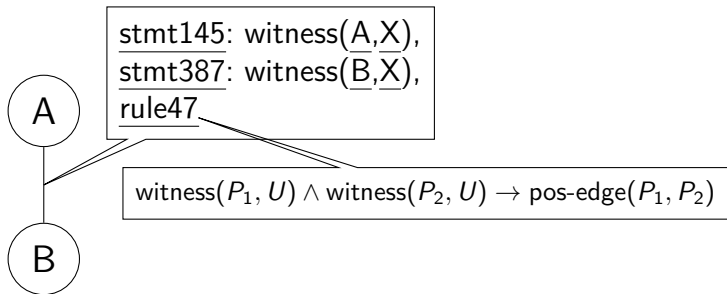 stmt145: witness(A,X),
stmt387: witness(B,X),
rule47
A
witness(P₁, U) ∧ witness(P₂, U) → pos-edge(P₁, P₂)
B